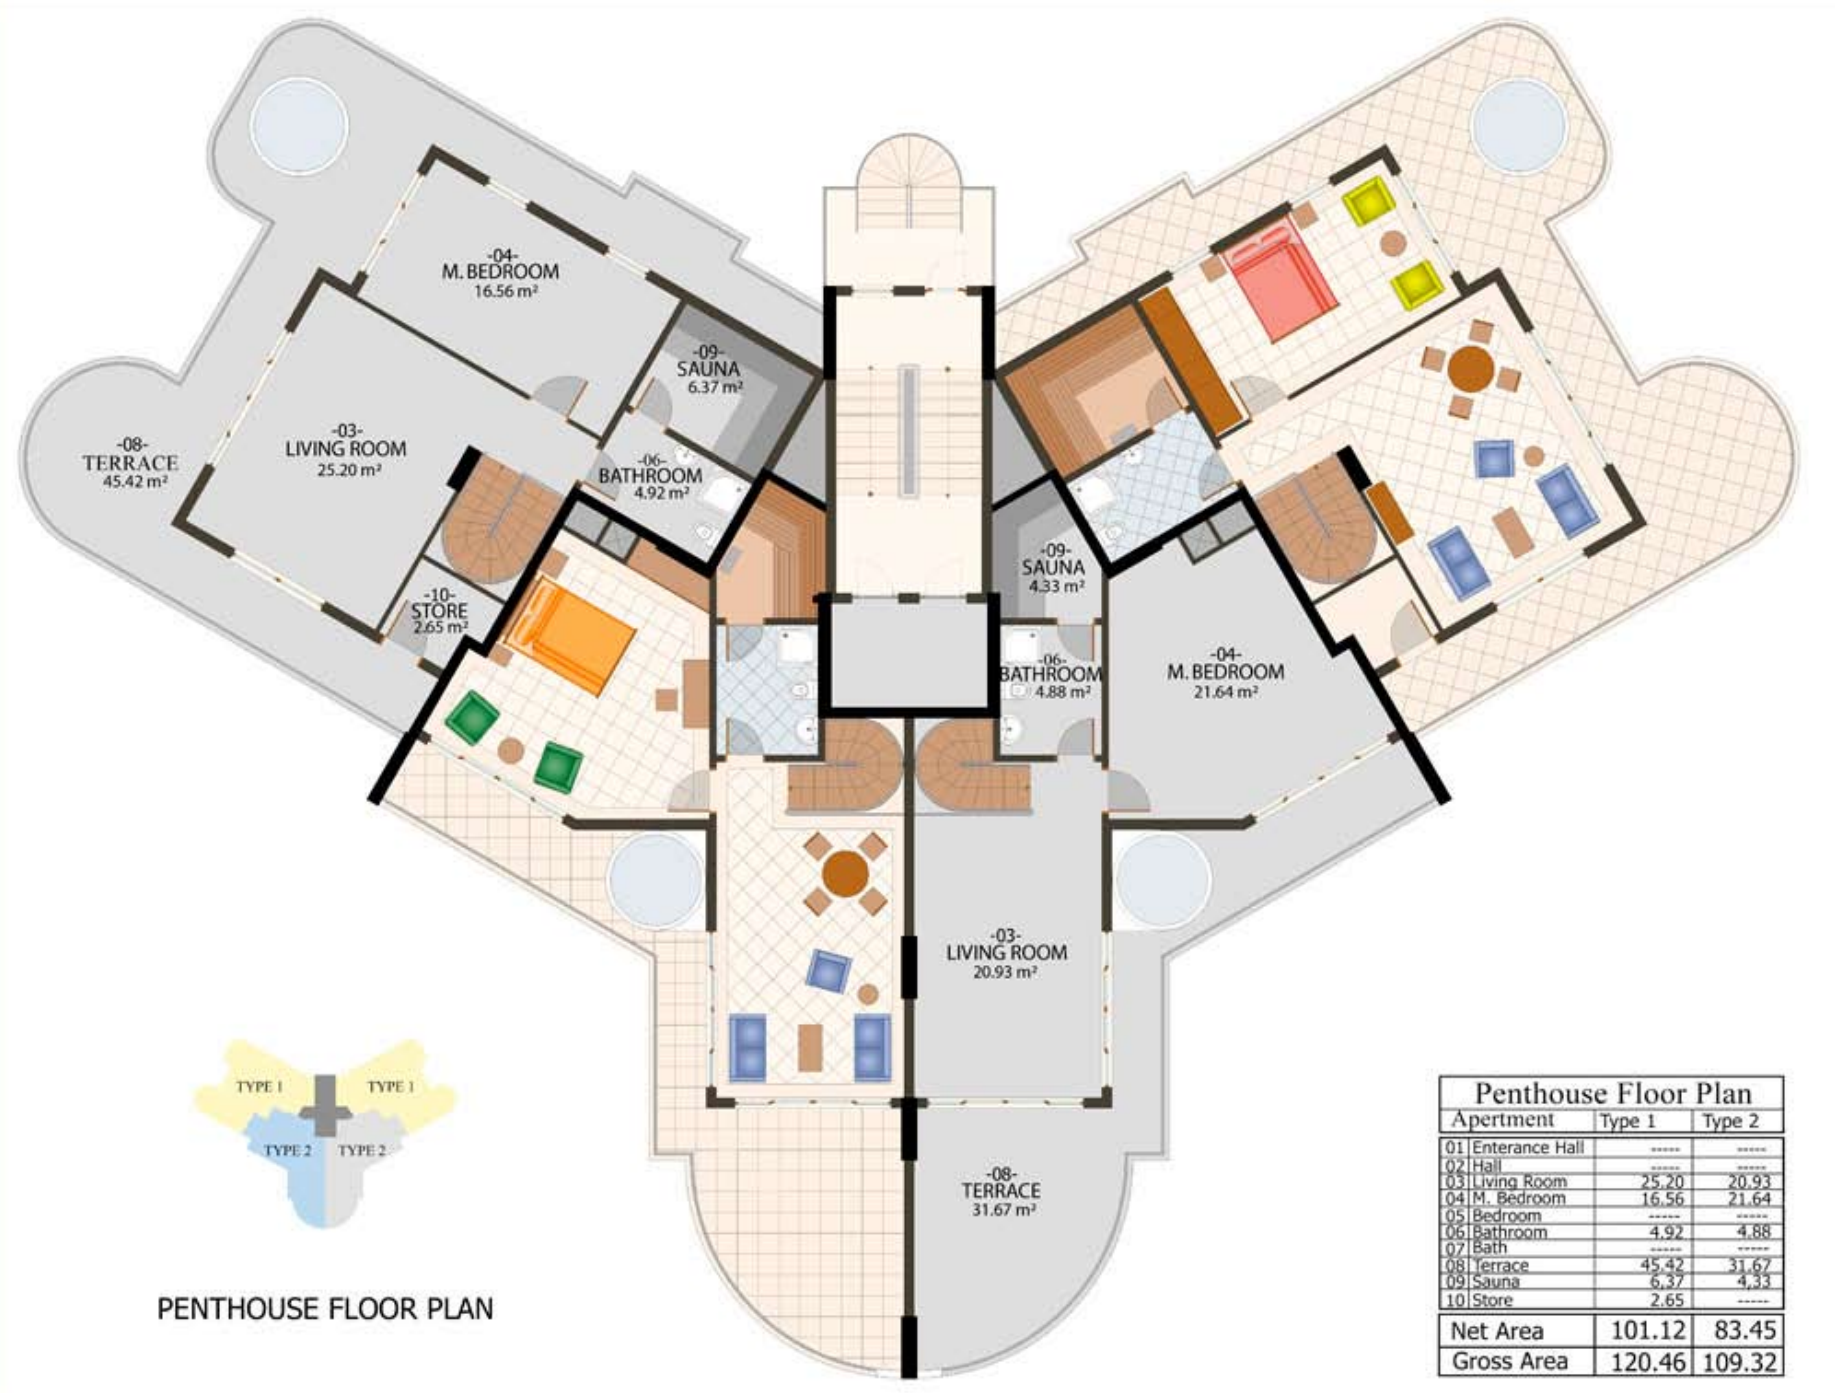 -04-
M. BEDROOM
16.56 m²
-09-
SAUNA
6.37 m²
-03-
LIVING ROOM
25.20 m²
-08-
TERRACE
45.42 m²
-06-
BATHROOM
4.92 m²
-10-
STORE
2.65 m²
-09-
SAUNA
4.33 m²
-06-
BATHROOM
4.88 m²
-04-
M. BEDROOM
21.64 m²
-03-
LIVING ROOM
20.93 m²
-08-
TERRACE
31.67 m²
TYPE 1 TYPE 1
TYPE 2 TYPE 2
PENTHOUSE FLOOR PLAN
Penthouse Floor Plan
Apertment Type 1 Type 2
01 Enterance Hall ----- -----
02 Hall ----- -----
03 Living Room 25.20 20.93
04 M. Bedroom 16.56 21.64
05 Bedroom ----- -----
06 Bathroom 4.92 4.88
07 Bath ----- -----
08 Terrace 45.42 31.67
09 Sauna 6,37 4,33
10 Store 2.65 -----
Net Area 101.12 83.45
Gross Area 120.46 109.32